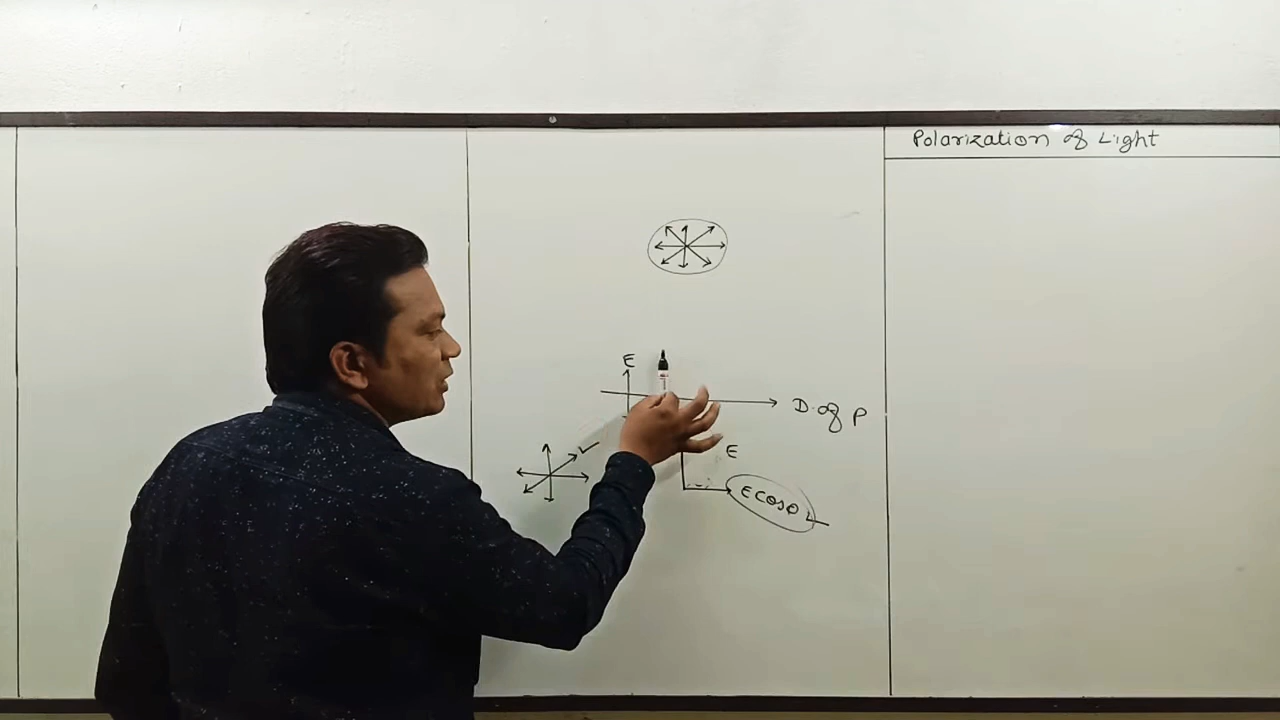 Polarization of Light
E
D. of P
E
E cosθ